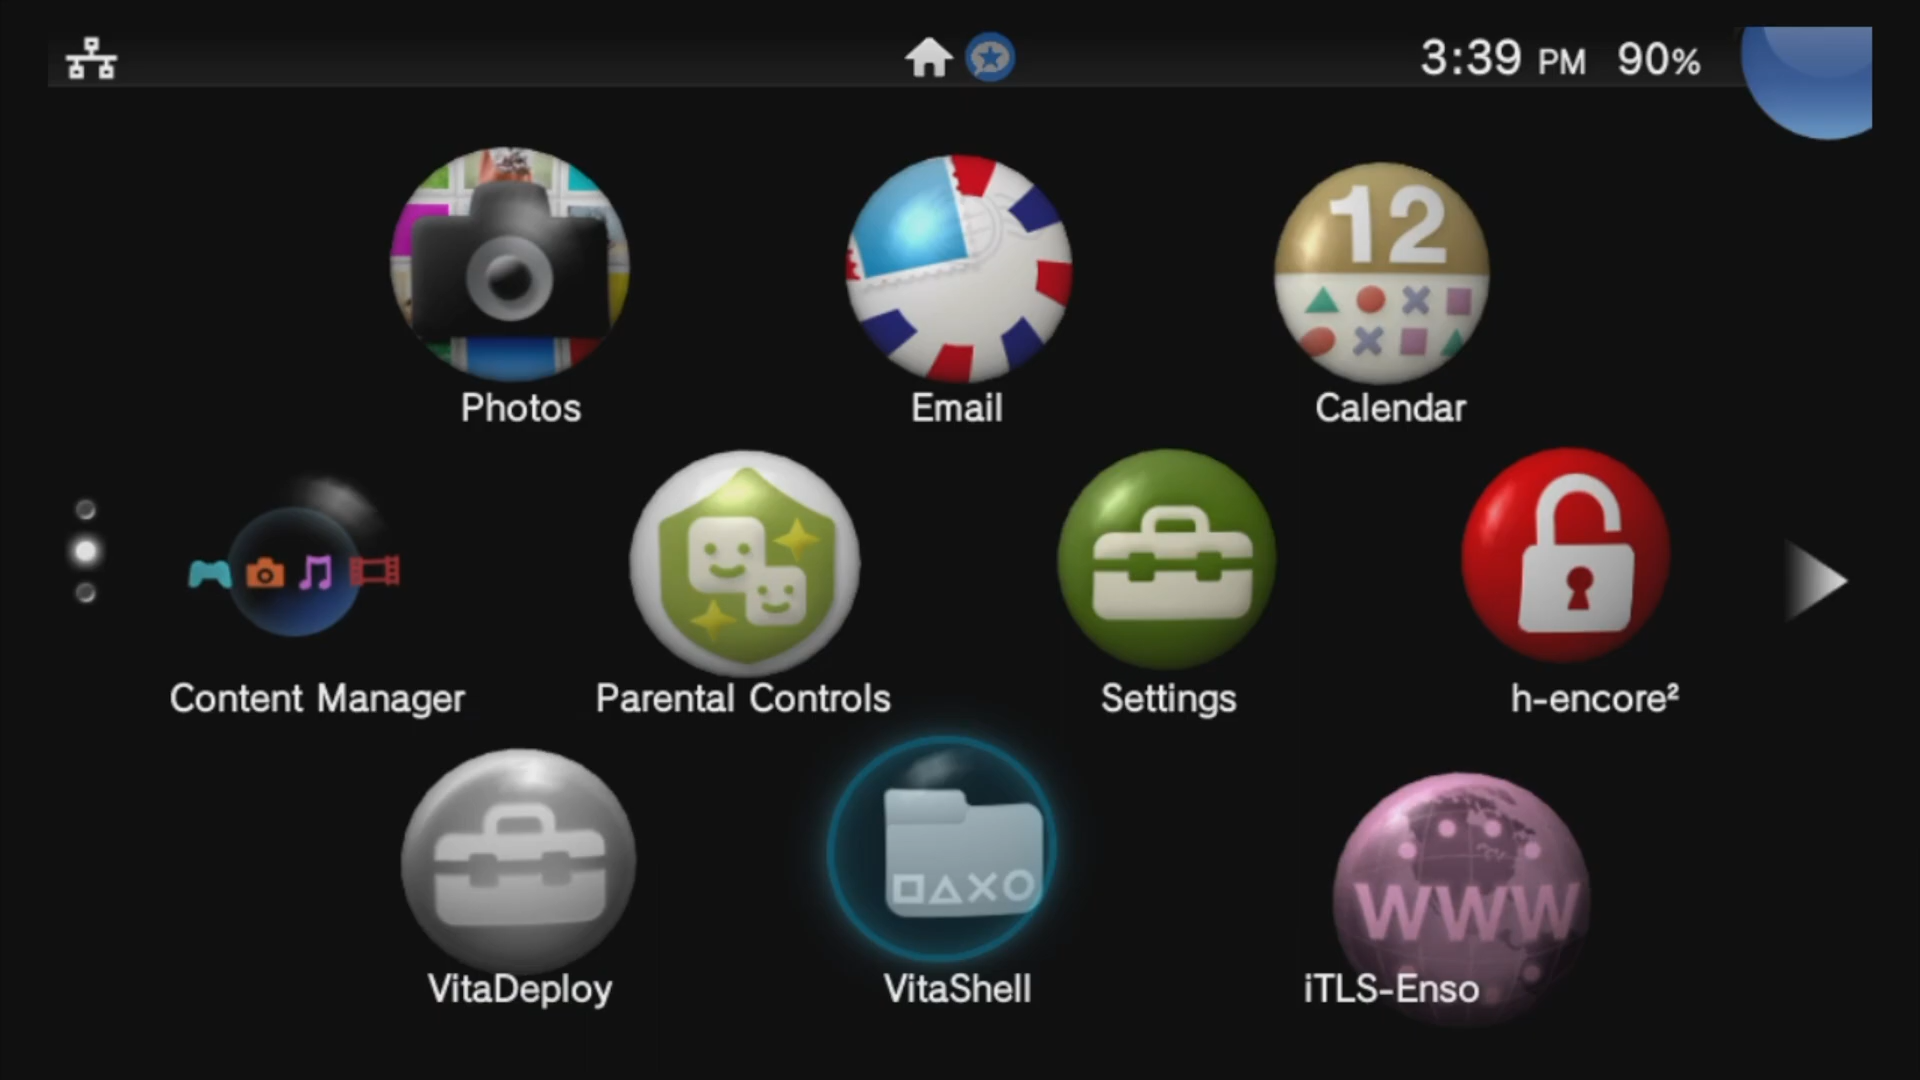 3:39 PM 90%
12
Photos
Email
Calendar
Content Manager
Parental Controls
Settings
h-encore²
www
VitaDeploy
VitaShell
iTLS-Enso